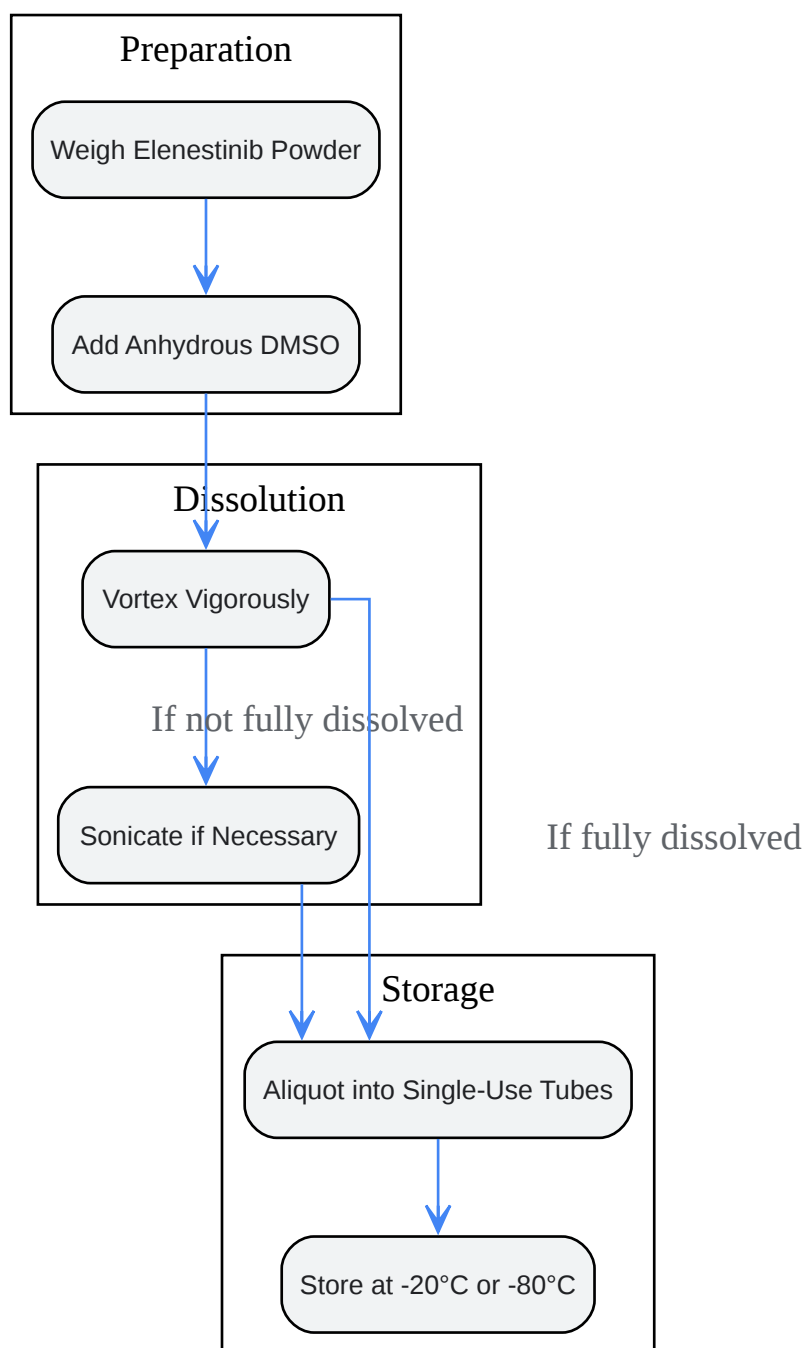 Preparation
Weigh Elenestinib Powder
Add Anhydrous DMSO
Dissolution
Vortex Vigorously
If not fully dissolved
Sonicate if Necessary
If fully dissolved
Storage
Aliquot into Single-Use Tubes
Store at -20°C or -80°C